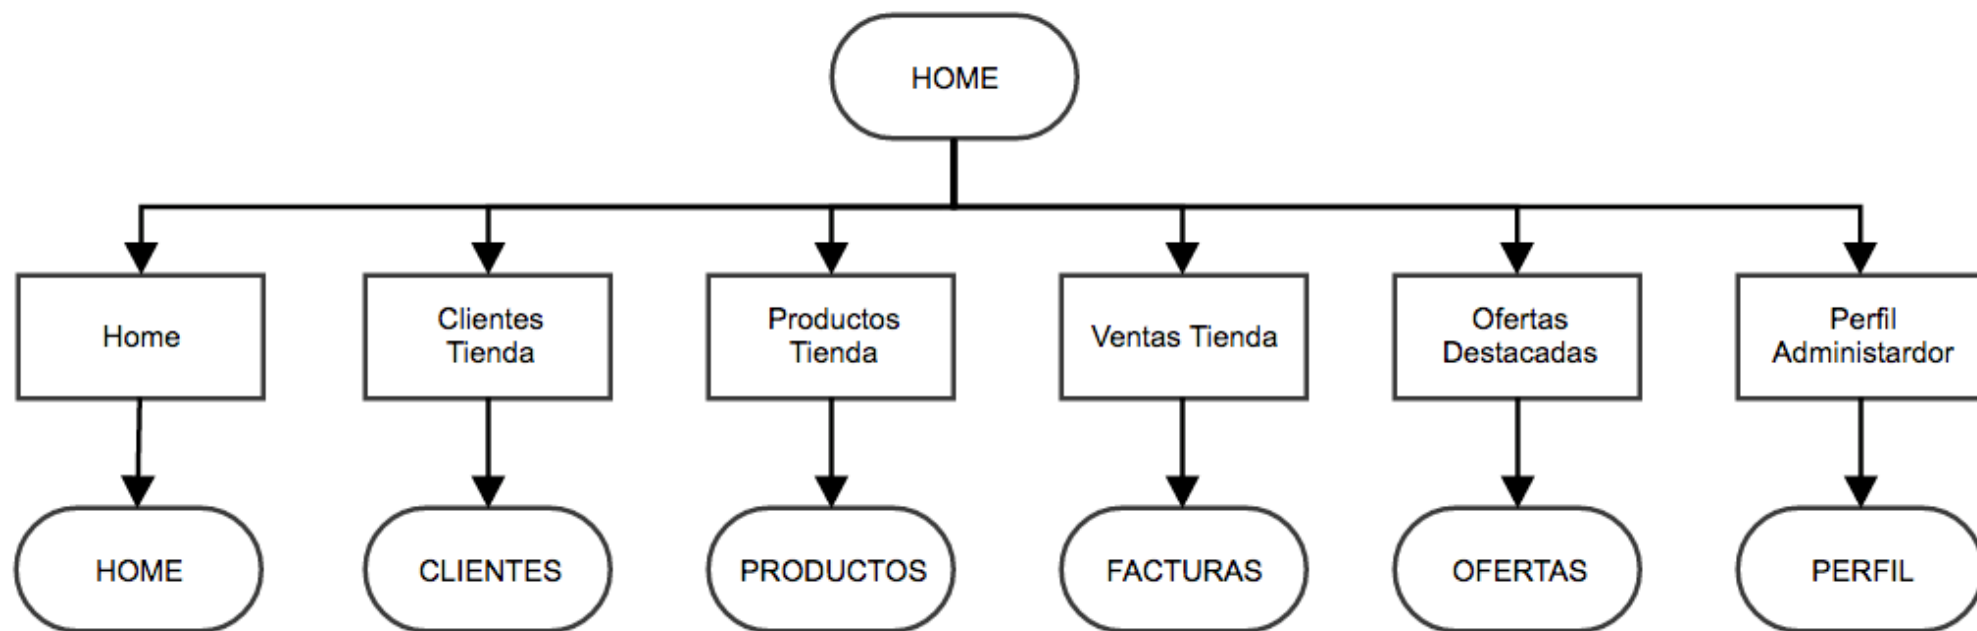 HOME
Home
Clientes
Tienda
Productos
Tienda
Ventas Tienda
Ofertas
Destacadas
Perfil
Administardor
HOME
CLIENTES
PRODUCTOS
FACTURAS
OFERTAS
PERFIL